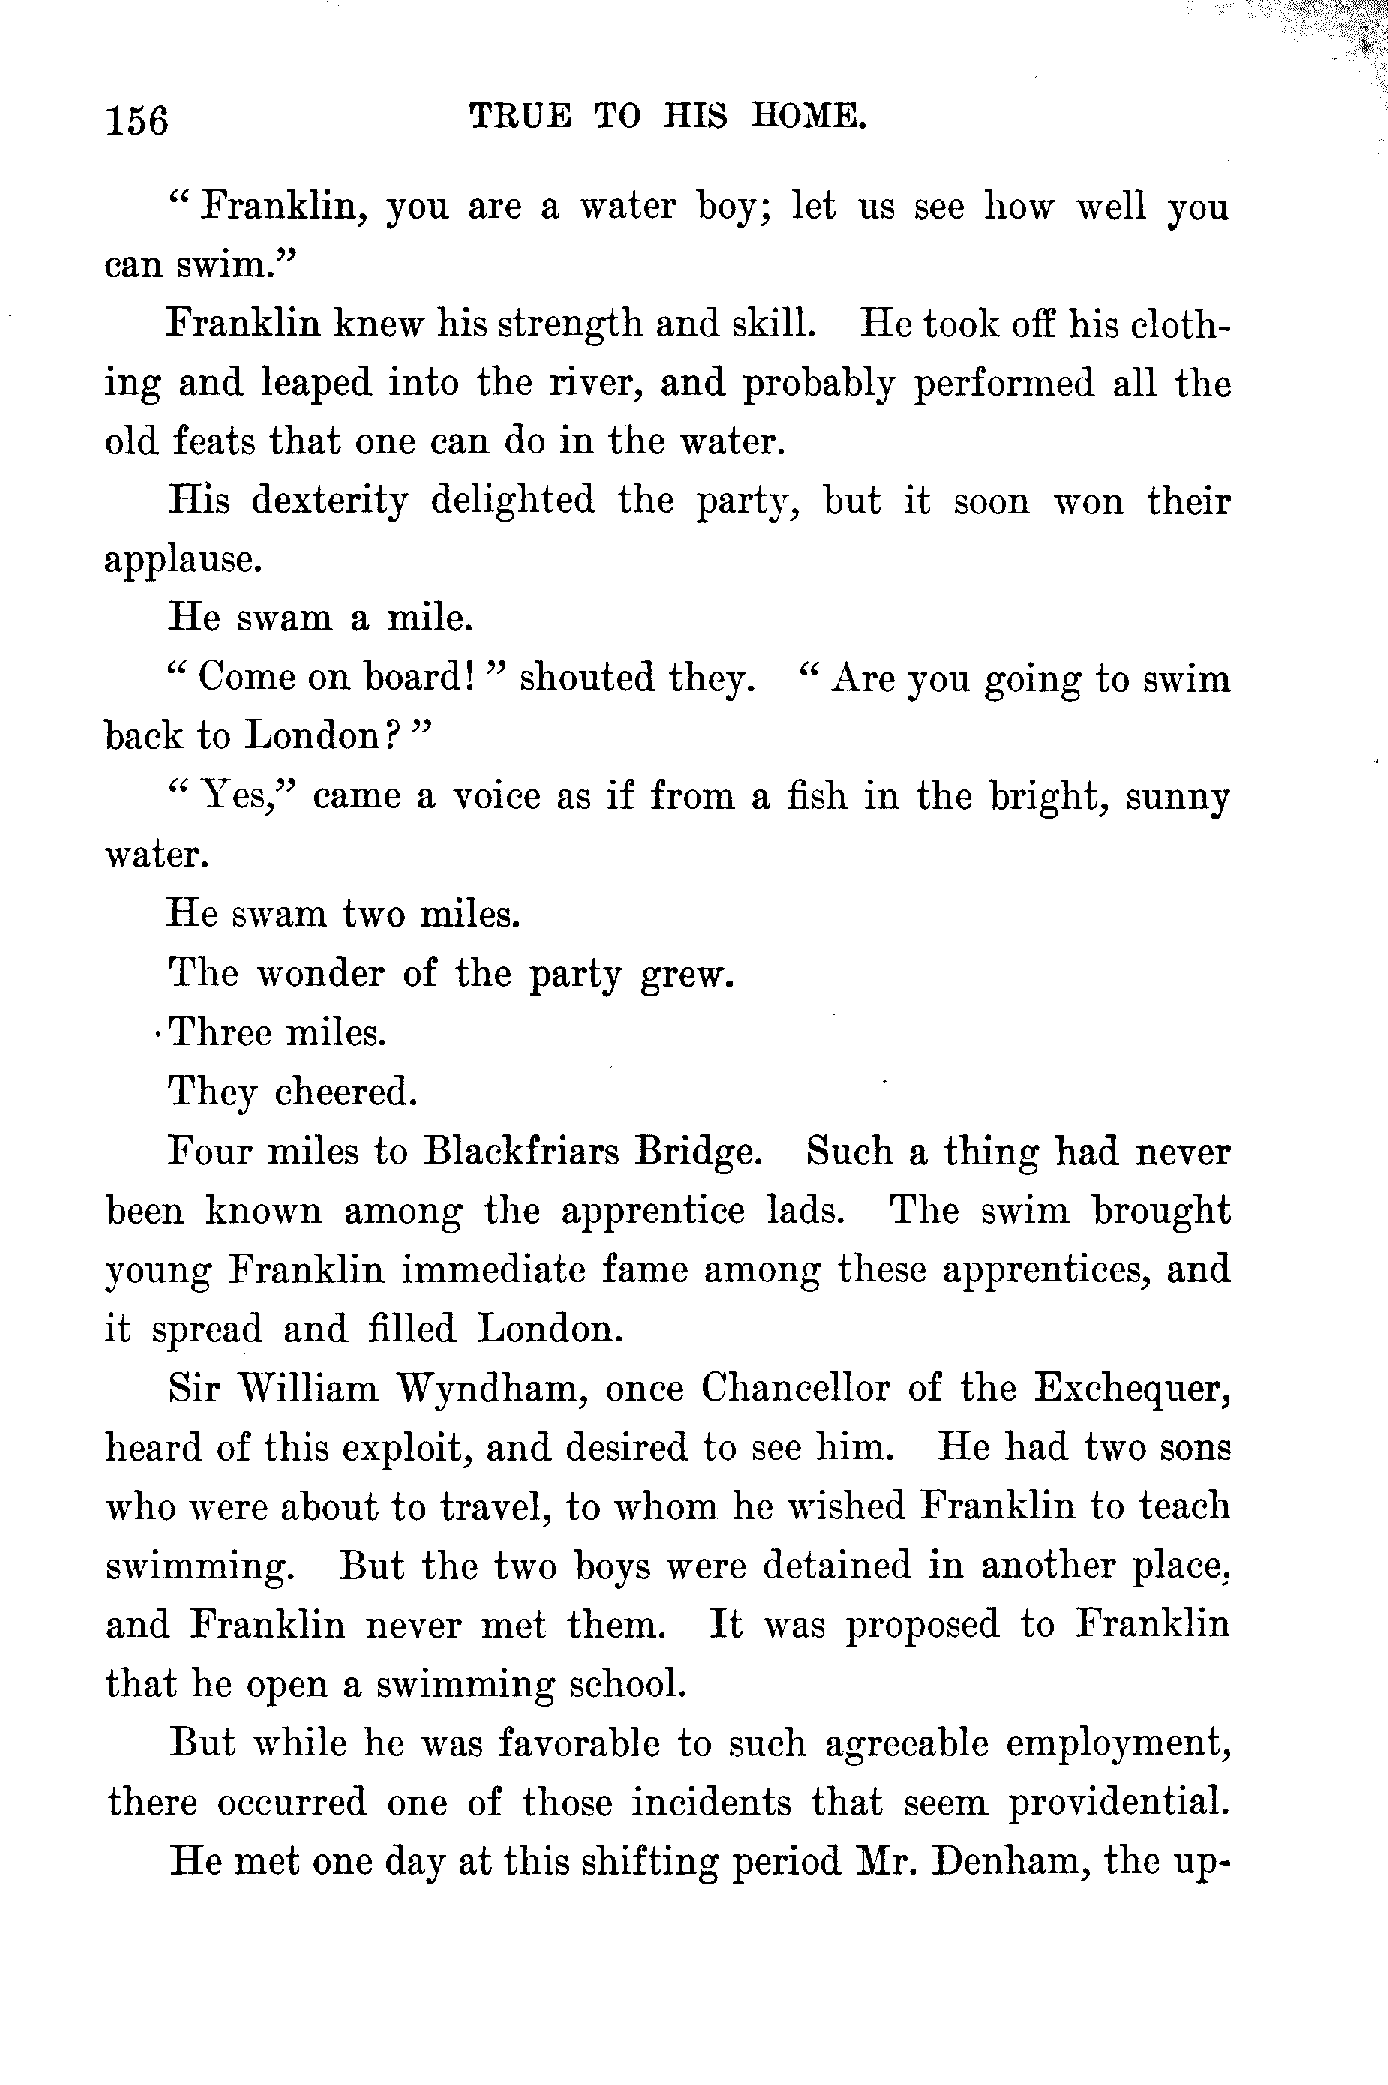 156 TRUE TO HIS HOME.
“ Franklin, you are a water boy; let us see how well you
can swim.”
Franklin knew his strength and skill. He took off his cloth-
ing and leaped into the river, and probably performed all the
old feats that one can do in the water.
His dexterity delighted the party, but it soon won their
applause.
He swam a mile.
“ Come on board! ” shouted they. “ Are you going to swim
back to London? ”
“ Yes,” came a voice as if from a fish in the bright, sunny
water.
He swam two miles.
The wonder of the party grew.
Three miles.
They cheered.
Four miles to Blackfriars Bridge. Such a thing had never
been known among the apprentice lads. The swim brought
young Franklin immediate fame among these apprentices, and
it spread and filled London.
Sir William Wyndham, once Chancellor of the Exchequer,
heard of this exploit, and desired to see him. He had two sons
who were about to travel, to whom he wished Franklin to teach
swimming. But the two boys were detained in another place,
and Franklin never met them. It was proposed to Franklin
that he open a swimming school.
But while he was favorable to such agreeable employment,
there occurred one of those incidents that seem providential.
He met one day at this shifting period Mr. Denham, the up-